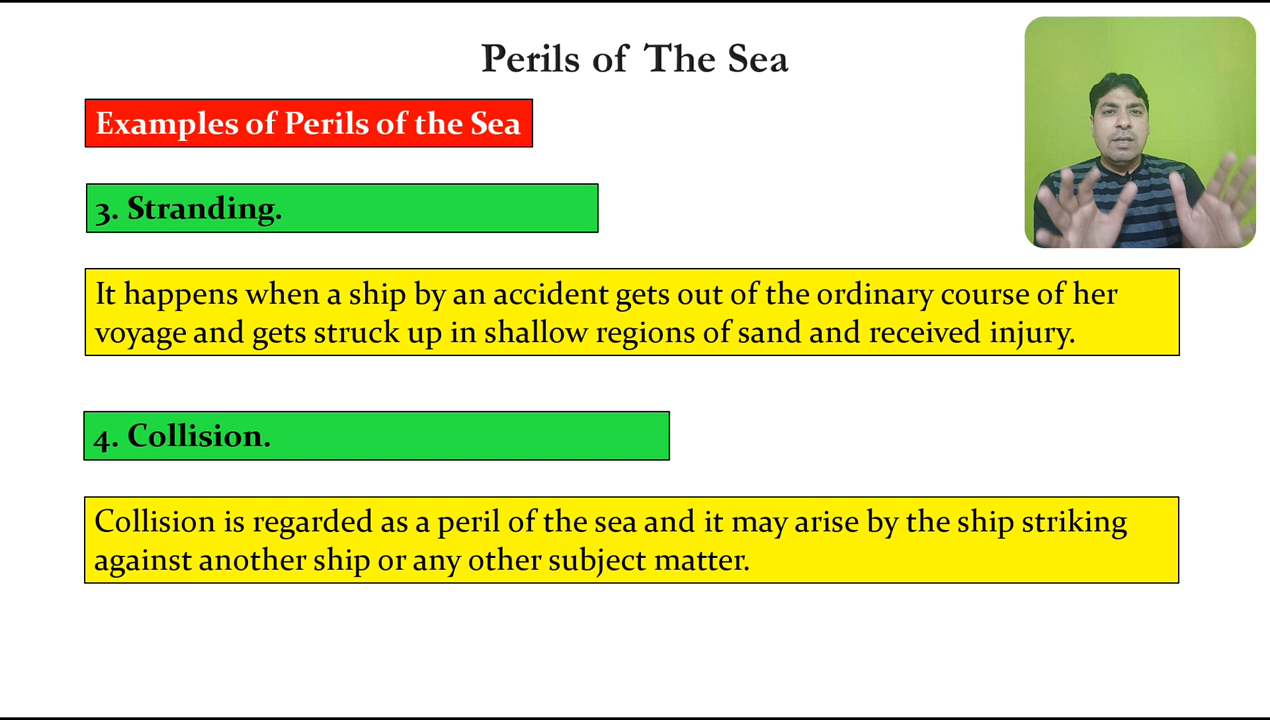 Perils of The Sea
Examples of Perils of the Sea
3. Stranding.
It happens when a ship by an accident gets out of the ordinary course of her
voyage and gets struck up in shallow regions of sand and received injury.
4. Collision.
Collision is regarded as a peril of the sea and it may arise by the ship striking
against another ship or any other subject matter.